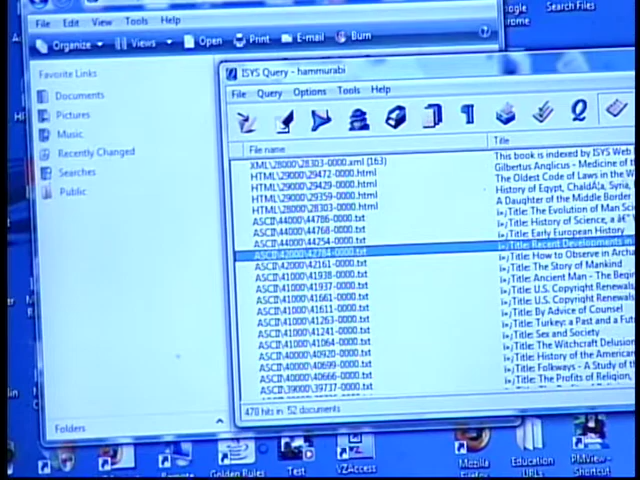 Search Files
File Edit View Tools Help
Organize Views Open Print E-mail Burn
Favorite Links
Documents
Pictures
Music
Recently Changed
Searches
Public
Folders
ISYS Query - hammurabi
File Query Options Tools Help
File name Title
XML\28000\28303-0000.xml (163) This book is indexed by ISYS Web
HTML\29000\29472-0000.html Gilbertus Anglicus - Medicine of
HTML\29000\29429-0000.html The Oldest Code of Laws in the W
HTML\29000\29359-0000.html History of Egypt, Chaldæa, Syria,
HTML\28000\28303-0000.html A Daughter of the Middle Border
ASCII\44000\44786-0000.txt Title: The Evolution of Man Sci
ASCII\44000\44768-0000.txt Title: History of Science, a â€"
ASCII\44000\44254-0000.txt Title: Early European History
ASCII\42000\42784-0000.txt Title: Recent Developments in
ASCII\42000\42161-0000.txt Title: How to Observe in Archa
ASCII\41000\41938-0000.txt Title: The Story of Mankind
ASCII\41000\41937-0000.txt Title: Ancient Man - The Begi
ASCII\41000\41661-0000.txt Title: U.S. Copyright Renewals,
ASCII\41000\41611-0000.txt Title: U.S. Copyright Renewals
ASCII\41000\41263-0000.txt Title: By Advice of Counsel
ASCII\41000\41241-0000.txt Title: Turkey: a Past and a Futu
ASCII\41000\41064-0000.txt Title: Sex and Society
ASCII\40000\40920-0000.txt Title: The Witchcraft Delusion
ASCII\40000\40699-0000.txt Title: History of the American
ASCII\40000\40666-0000.txt Title: Folkways - A Study of th
ASCII\39000\39737-0000.txt Title: The Profits of Religion,
478 hits in 52 documents
Golden Rules
Test
VZAccess
Mozilla Firefox
Education URLs
PMView - Shortcut